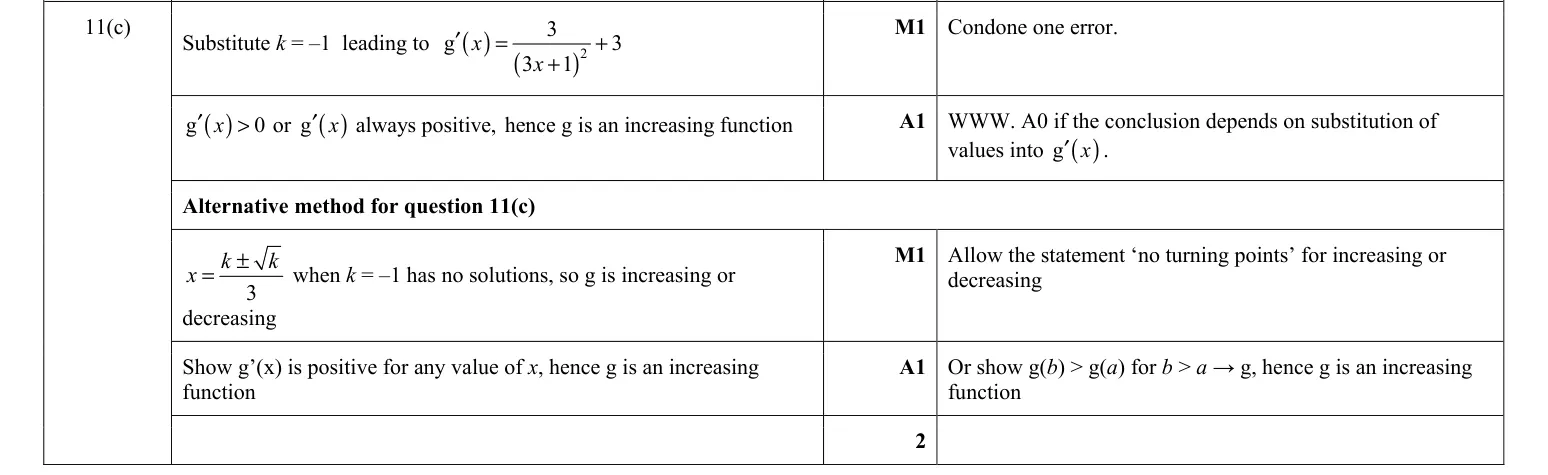 11(c)
Substitute k = –1 leading to g′(x) = 3/(3x + 1)² + 3
M1
Condone one error.
g′(x) > 0 or g′(x) always positive, hence g is an increasing function
A1
WWW. A0 if the conclusion depends on substitution of
values into g′(x).
Alternative method for question 11(c)
x = (k ± √k)/3 when k = –1 has no solutions, so g is increasing or
decreasing
M1
Allow the statement ‘no turning points’ for increasing or
decreasing
Show g’(x) is positive for any value of x, hence g is an increasing
function
A1
Or show g(b) > g(a) for b > a → g, hence g is an increasing
function
2